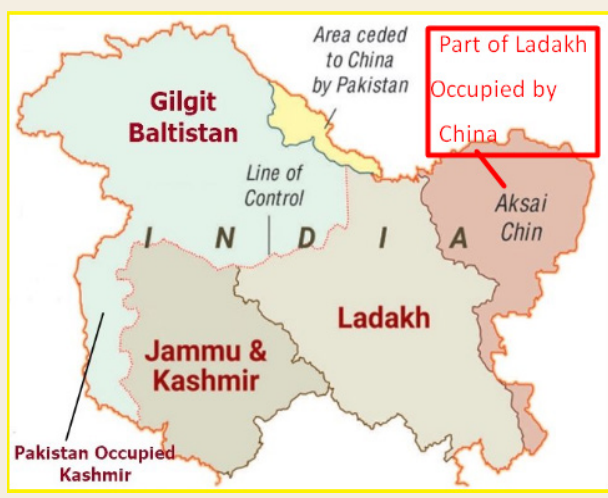 Area ceded
to China
by Pakistan
Part of Ladakh
Occupied by
China
Gilgit
Baltistan
Line of
Control
Aksai
Chin
I N D I A
Ladakh
Jammu &
Kashmir
Pakistan Occupied
Kashmir